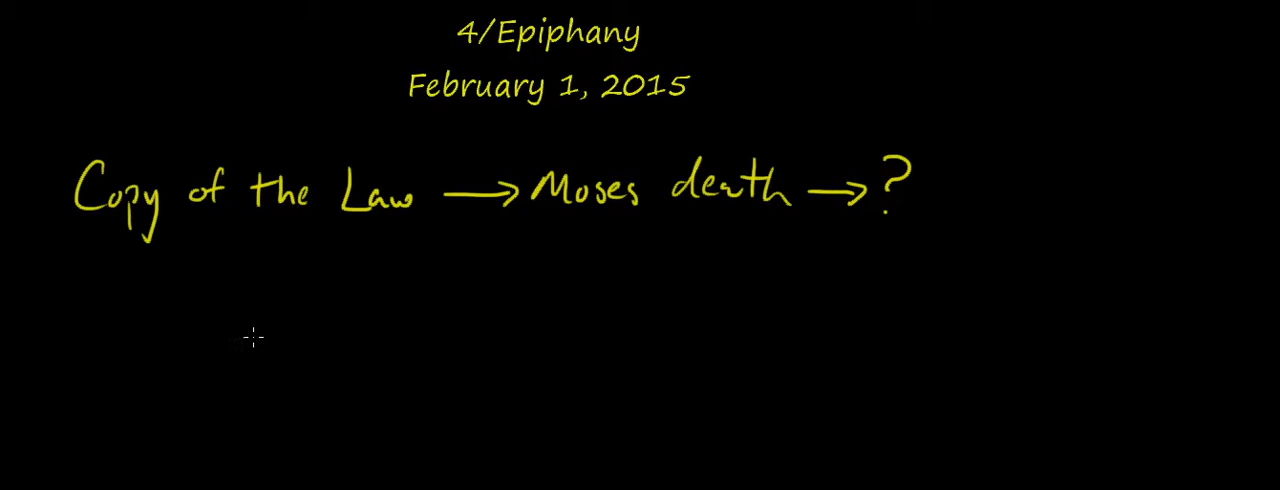 4/Epiphany
February 1, 2015
Copy of the Law → Moses death → ?